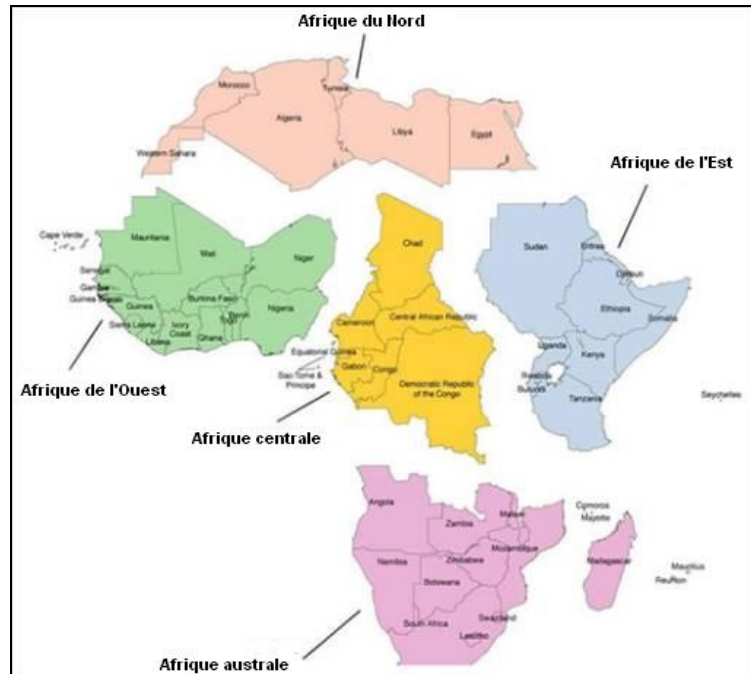 Afrique du Nord
Morocco
Tunisia
Algeria
Libya
Egypt
Western Sahara
Afrique de l'Est
Cape Verde
Mauritania
Mali
Niger
Chad
Sudan
Eritrea
Djibouti
Senegal
Gambia
Guinea Bissau
Guinea
Burkina Faso
Benin
Nigeria
Sierra Leone
Ivory
Coast
Togo
Ghana
Liberia
Cameroon
Central African Republic
Ethiopia
Somalia
Equatorial Guinea
Gabon
Congo
Sao Tome &
Principe
Democratic Republic
of the Congo
Uganda
Kenya
Rwanda
Burundi
Tanzania
Seychelles
Afrique de l'Ouest
Afrique centrale
Angola
Zambia
Malawi
Comoros
Mayotte
Mozambique
Namibia
Zimbabwe
Madagascar
Mauritius
Reunion
Botswana
South Africa
Swaziland
Lesotho
Afrique australe